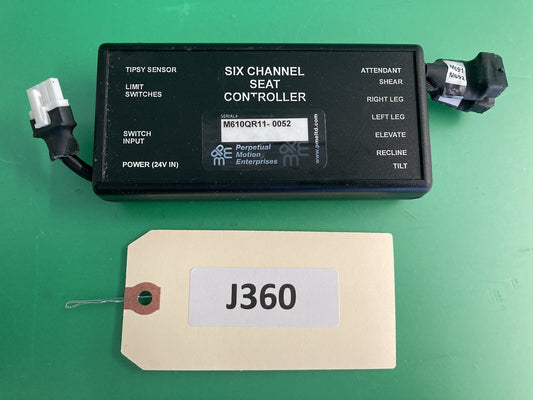 TIPSY SENSOR
LIMIT
SWITCHES
SWITCH
INPUT
POWER (24V IN)
SIX CHANNEL
SEAT
CONTROLLER
SERIAL#
M610QR11- 0052
Perpetual
Motion
Enterprises
www.pmeltd.com
ATTENDANT
SHEAR
RIGHT LEG
LEFT LEG
ELEVATE
RECLINE
TILT
J360